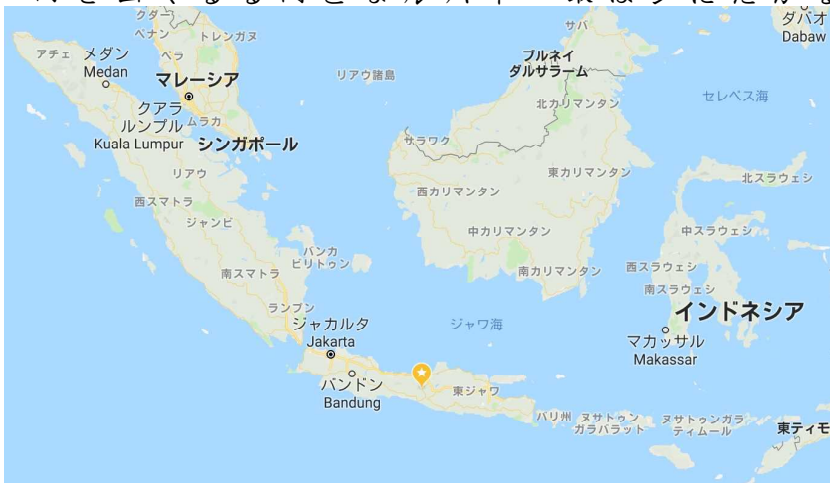 クダー
ペナン
トレンガヌ
ペラ
サバ
ダバオ
Dabaw
アチェ
メダン
Medan
マレーシア
リアウ諸島
ブルネイ
ダルサラーム
クアラ
ルンプル
Kuala Lumpur
ムラカ
シンガポール
北カリマンタン
セレベス海
サラワク
リアウ
西スマトラ
ジャンビ
西カリマンタン
東カリマンタン
北スラウェシ
中カリマンタン
中スラウェシ
バンカ
ビリトゥン
南スマトラ
南カリマンタン
西スラウェシ
南スラウェシ
インドネシア
ランプン
ジャカルタ
Jakarta
ジャワ海
マカッサル
Makassar
バンドン
Bandung
東ジャワ
バリ州
ヌサトゥン
ガラバラット
ヌサトゥンガラ
ティムール
東ティモ